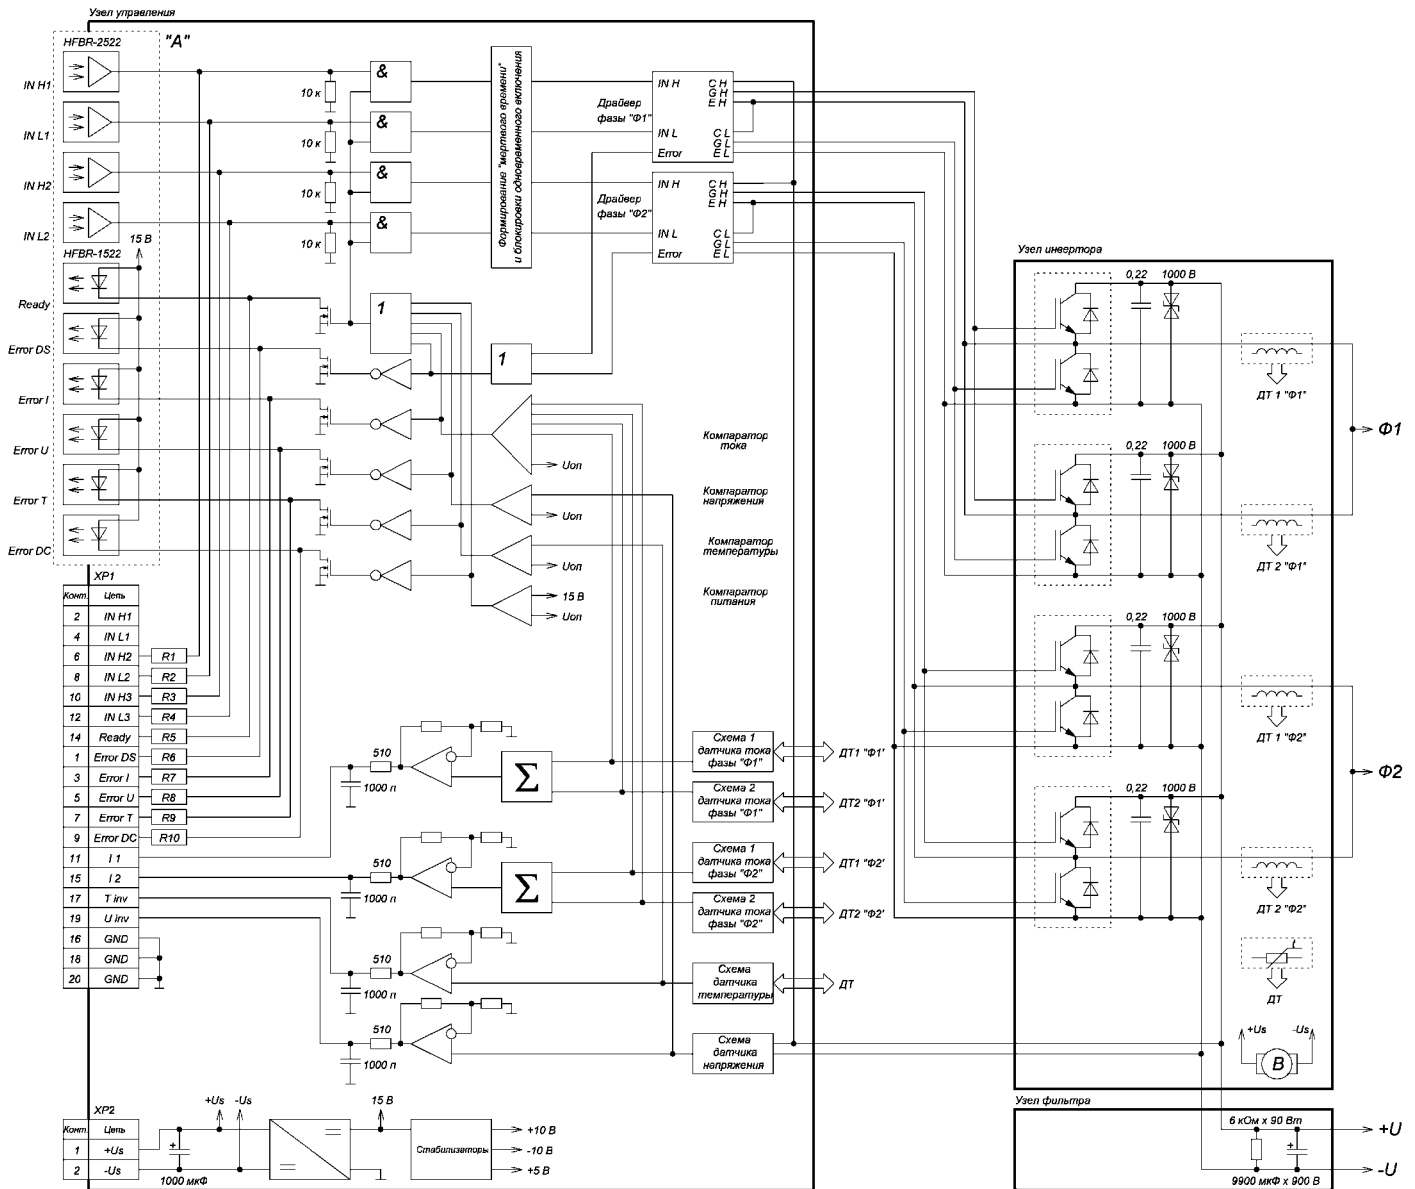 Узел управления
HFBR-2522
"А"
IN H1
IN L1
IN H2
IN L2
10 к
10 к
10 к
10 к
&
&
&
&
Формирование "мертвого времени"
и блокировки одновременного включения
Драйвер
фазы "Ф1"
IN H
IN L
Error
C H
G H
E H
C L
G L
E L
Драйвер
фазы "Ф2"
IN H
IN L
Error
C H
G H
E H
C L
G L
E L
15 В
HFBR-1522
Ready
Error DS
Error I
Error U
Error T
Error DC
1
1
Компаратор
тока
Uоп
Компаратор
напряжения
Uоп
Компаратор
температуры
Uоп
Компаратор
питания
15 В
Uоп
XP1
Конт. Цепь
2 IN H1
4 IN L1
6 IN H2 R1
8 IN L2 R2
10 IN H3 R3
12 IN L3 R4
14 Ready R5
1 Error DS R6
3 Error I R7
5 Error U R8
7 Error T R9
9 Error DC R10
11 I 1
15 I 2
17 T inv
19 U inv
16 GND
18 GND
20 GND
510
1000 п
Σ
510
1000 п
Σ
510
1000 п
510
1000 п
Схема 1
датчика тока
фазы "Ф1"
ДТ1 "Ф1'
Схема 2
датчика тока
фазы "Ф1"
ДТ2 "Ф1'
Схема 1
датчика тока
фазы "Ф2"
ДТ1 "Ф2'
Схема 2
датчика тока
фазы "Ф2"
ДТ2 "Ф2'
Схема
датчика
температуры
ДТ
Схема
датчика
напряжения
XP2
Конт. Цепь
1 +Us
2 -Us
+Us
-Us
+
1000 мкФ
15 В
Стабилизаторы
+10 В
-10 В
+5 В
Узел инвертора
0,22 1000 В
ДТ 1 "Ф1"
Ф1
0,22 1000 В
ДТ 2 "Ф1"
0,22 1000 В
ДТ 1 "Ф2"
Ф2
0,22 1000 В
ДТ 2 "Ф2"
t
ДТ
+Us
-Us
В
Узел фильтра
6 кОм х 90 Вт
+
9900 мкФ х 900 В
+U
-U